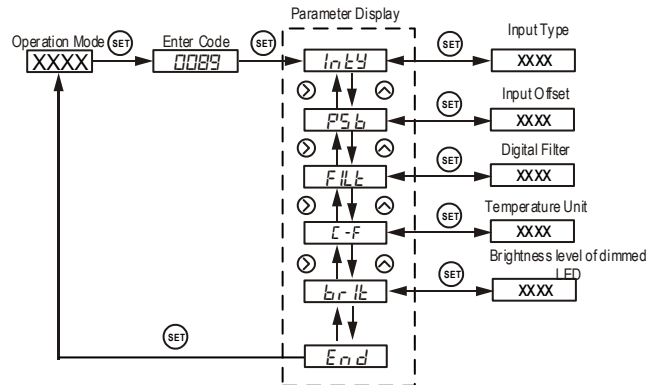 Parameter Display
Operation Mode SET Enter Code SET SET Input Type
XXXX 0089 IntY XXXX
Input Offset
SET
PSb XXXX
Digital Filter
SET
FILt XXXX
Temperature Unit
SET
C-F XXXX
Brightness level of dimmed
LED
SET
brIt XXXX
SET
End